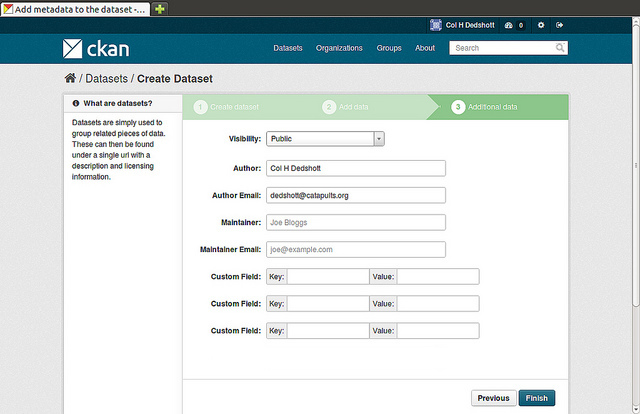 Add metadata to the dataset -...
Col H Dedshott 0
ckan
Datasets Organizations Groups About Search
/ Datasets / Create Dataset
What are datasets?
Datasets are simply used to
group related pieces of data.
These can then be found
under a single url with a
description and licensing
information.
1 Create dataset 2 Add data 3 Additional data
Visibility: Public
Author: Col H Dedshott
Author Email: dedshott@catapults.org
Maintainer: Joe Bloggs
Maintainer Email: joe@example.com
Custom Field: Key: Value:
Custom Field: Key: Value:
Custom Field: Key: Value:
Previous Finish